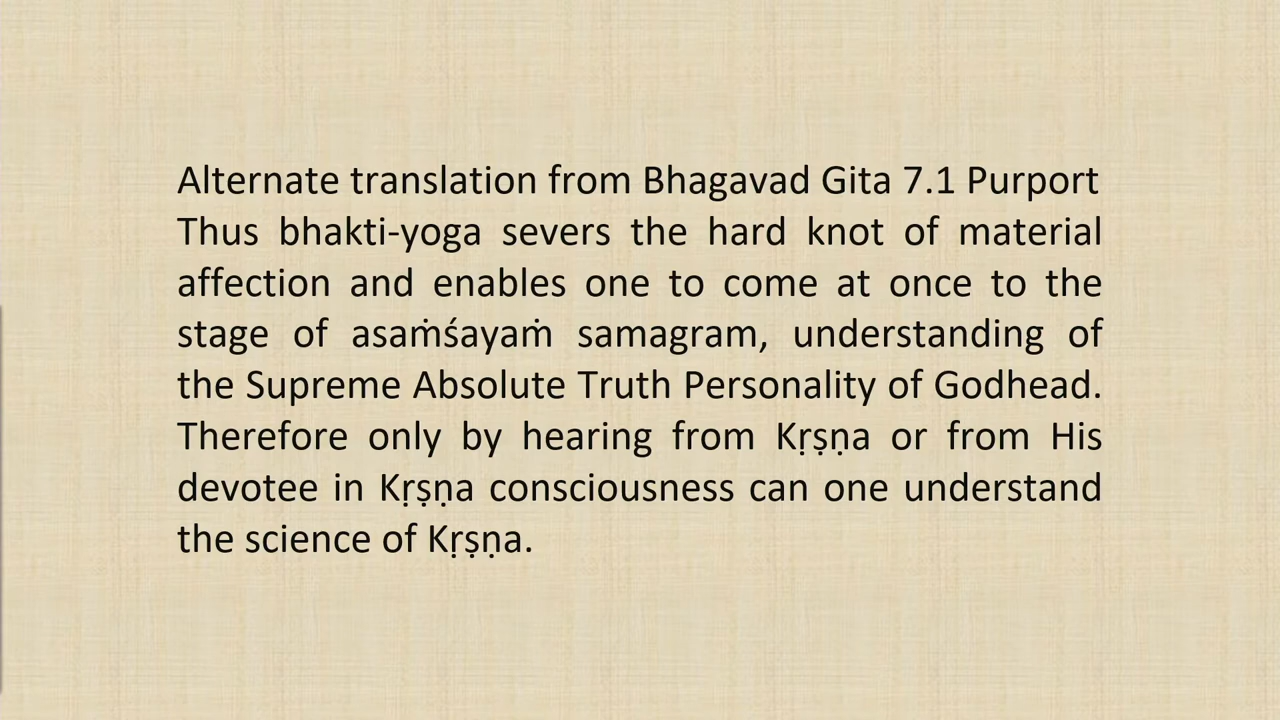 Alternate translation from Bhagavad Gita 7.1 Purport
Thus bhakti-yoga severs the hard knot of material
affection and enables one to come at once to the
stage of asaṁśayaṁ samagram, understanding of
the Supreme Absolute Truth Personality of Godhead.
Therefore only by hearing from Kṛṣṇa or from His
devotee in Kṛṣṇa consciousness can one understand
the science of Kṛṣṇa.